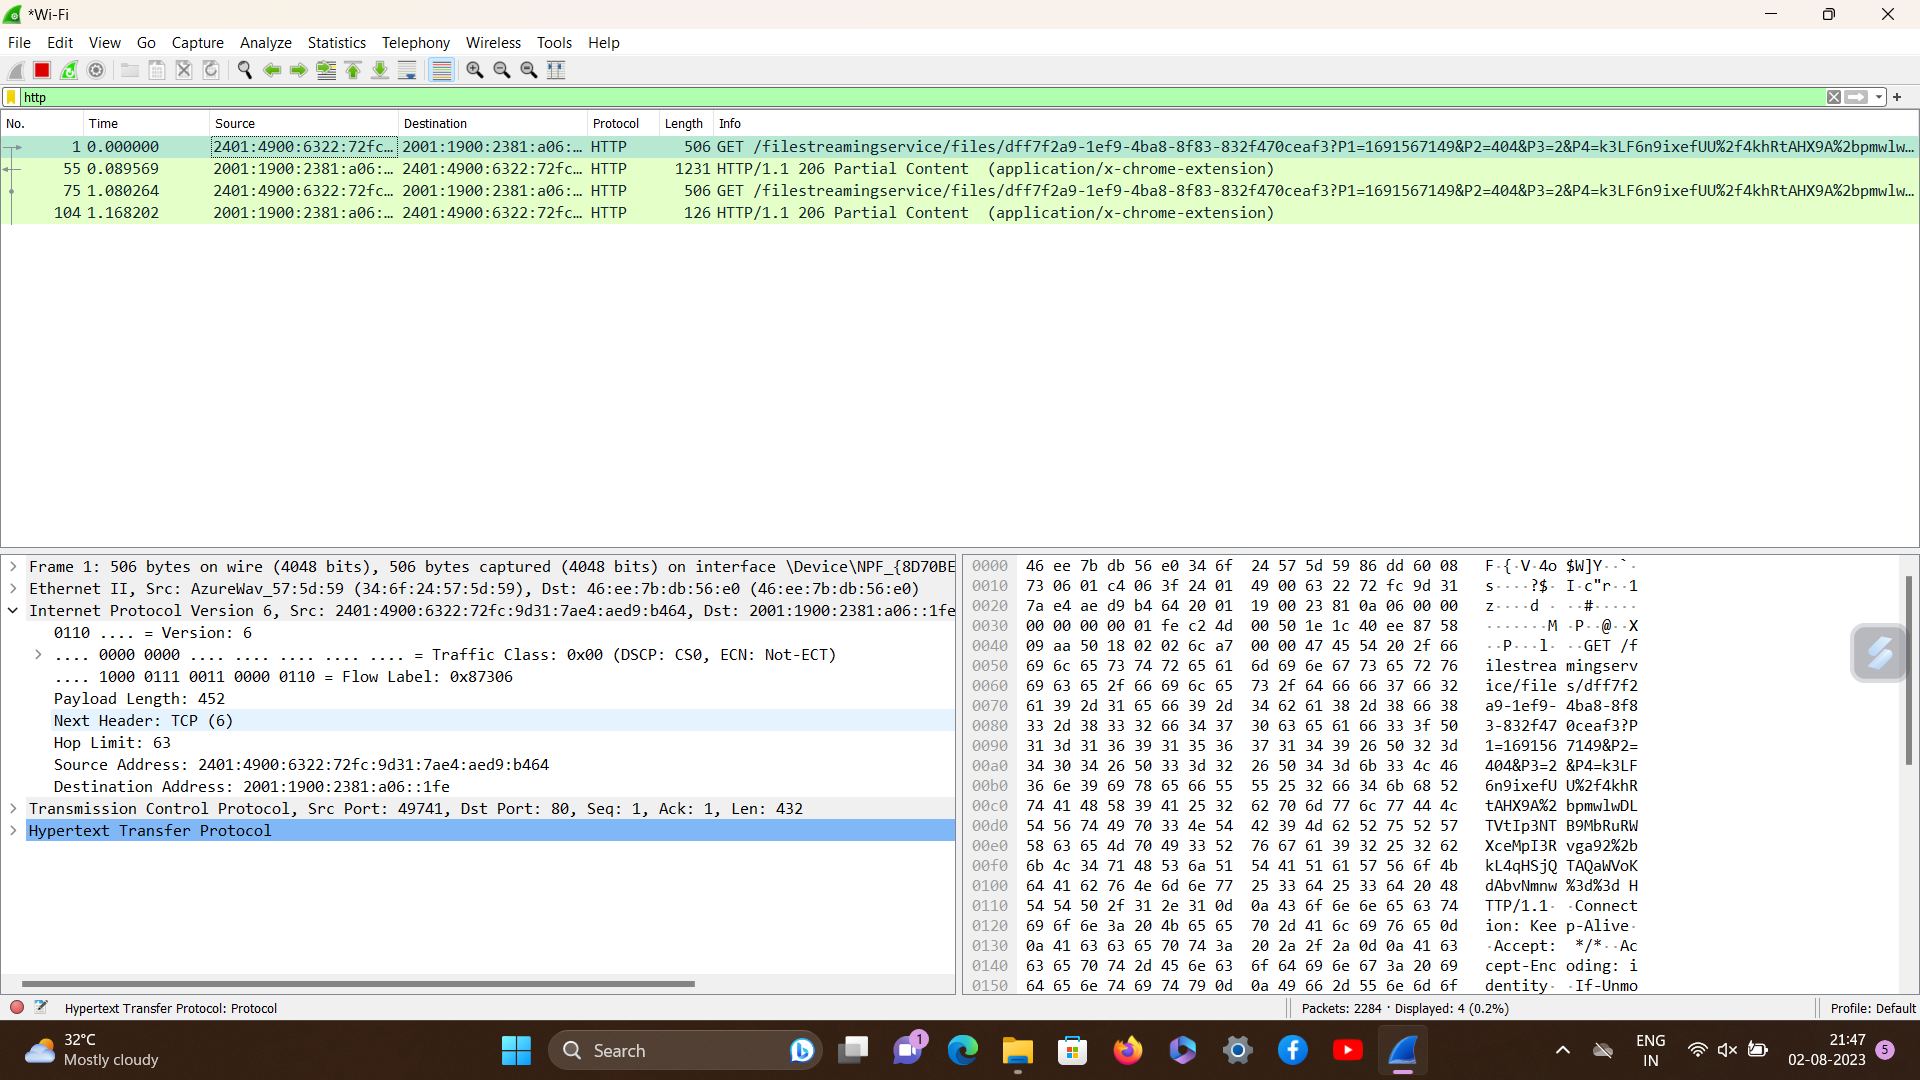 *Wi-Fi
File Edit View Go Capture Analyze Statistics Telephony Wireless Tools Help
http
No. Time Source Destination Protocol Length Info
1 0.000000 2401:4900:6322:72fc… 2001:1900:2381:a06:… HTTP 506 GET /filestreamingservice/files/dff7f2a9-1ef9-4ba8-8f83-832f470ceaf3?P1=1691567149&P2=404&P3=2&P4=k3LF6n9ixefUU%2f4khRtAHX9A%2bpmwlw…
55 0.089569 2001:1900:2381:a06:… 2401:4900:6322:72fc… HTTP 1231 HTTP/1.1 206 Partial Content (application/x-chrome-extension)
75 1.080264 2401:4900:6322:72fc… 2001:1900:2381:a06:… HTTP 506 GET /filestreamingservice/files/dff7f2a9-1ef9-4ba8-8f83-832f470ceaf3?P1=1691567149&P2=404&P3=2&P4=k3LF6n9ixefUU%2f4khRtAHX9A%2bpmwlw…
104 1.168202 2001:1900:2381:a06:… 2401:4900:6322:72fc… HTTP 126 HTTP/1.1 206 Partial Content (application/x-chrome-extension)
Frame 1: 506 bytes on wire (4048 bits), 506 bytes captured (4048 bits) on interface \Device\NPF_{8D70BE
Ethernet II, Src: AzureWav_57:5d:59 (34:6f:24:57:5d:59), Dst: 46:ee:7b:db:56:e0 (46:ee:7b:db:56:e0)
Internet Protocol Version 6, Src: 2401:4900:6322:72fc:9d31:7ae4:aed9:b464, Dst: 2001:1900:2381:a06::1fe
0110 .... = Version: 6
.... 0000 0000 .... .... .... .... .... = Traffic Class: 0x00 (DSCP: CS0, ECN: Not-ECT)
.... 1000 0111 0011 0000 0110 = Flow Label: 0x87306
Payload Length: 452
Next Header: TCP (6)
Hop Limit: 63
Source Address: 2401:4900:6322:72fc:9d31:7ae4:aed9:b464
Destination Address: 2001:1900:2381:a06::1fe
Transmission Control Protocol, Src Port: 49741, Dst Port: 80, Seq: 1, Ack: 1, Len: 432
Hypertext Transfer Protocol
0000 46 ee 7b db 56 e0 34 6f 24 57 5d 59 86 dd 60 08 F·{·V·4o $W]Y··`·
0010 73 06 01 c4 06 3f 24 01 49 00 63 22 72 fc 9d 31 s····?$· I·c"r··1
0020 7a e4 ae d9 b4 64 20 01 19 00 23 81 0a 06 00 00 z····d · ··#·····
0030 00 00 00 00 01 fe c2 4d 00 50 1e 1c 40 ee 87 58 ·······M ·P··@··X
0040 09 aa 50 18 02 02 6c a7 00 00 47 45 54 20 2f 66 ··P···l· ··GET /f
0050 69 6c 65 73 74 72 65 61 6d 69 6e 67 73 65 72 76 ilestrea mingserv
0060 69 63 65 2f 66 69 6c 65 73 2f 64 66 66 37 66 32 ice/file s/dff7f2
0070 61 39 2d 31 65 66 39 2d 34 62 61 38 2d 38 66 38 a9-1ef9- 4ba8-8f8
0080 33 2d 38 33 32 66 34 37 30 63 65 61 66 33 3f 50 3-832f47 0ceaf3?P
0090 31 3d 31 36 39 31 35 36 37 31 34 39 26 50 32 3d 1=169156 7149&P2=
00a0 34 30 34 26 50 33 3d 32 26 50 34 3d 6b 33 4c 46 404&P3=2 &P4=k3LF
00b0 36 6e 39 69 78 65 66 55 55 25 32 66 34 6b 68 52 6n9ixefU U%2f4khR
00c0 74 41 48 58 39 41 25 32 62 70 6d 77 6c 77 44 4c tAHX9A%2 bpmwlwDL
00d0 54 56 74 49 70 33 4e 54 42 39 4d 62 52 75 52 57 TVtIp3NT B9MbRuRW
00e0 58 63 65 4d 70 49 33 52 76 67 61 39 32 25 32 62 XceMpI3R vga92%2b
00f0 6b 4c 34 71 48 53 6a 51 54 41 51 61 57 56 6f 4b kL4qHSjQ TAQaWVoK
0100 64 41 62 76 4e 6d 6e 77 25 33 64 25 33 64 20 48 dAbvNmnw %3d%3d H
0110 54 54 50 2f 31 2e 31 0d 0a 43 6f 6e 6e 65 63 74 TTP/1.1· ·Connect
0120 69 6f 6e 3a 20 4b 65 65 70 2d 41 6c 69 76 65 0d ion: Kee p-Alive·
0130 0a 41 63 63 65 70 74 3a 20 2a 2f 2a 0d 0a 41 63 ·Accept: */*··Ac
0140 63 65 70 74 2d 45 6e 63 6f 64 69 6e 67 3a 20 69 cept-Enc oding: i
0150 64 65 6e 74 69 74 79 0d 0a 49 66 2d 55 6e 6d 6f dentity· ·If-Unmo
Hypertext Transfer Protocol: Protocol
Packets: 2284 · Displayed: 4 (0.2%)
Profile: Default
32°C
Mostly cloudy
Search
1
ENG
IN
21:47
02-08-2023
5